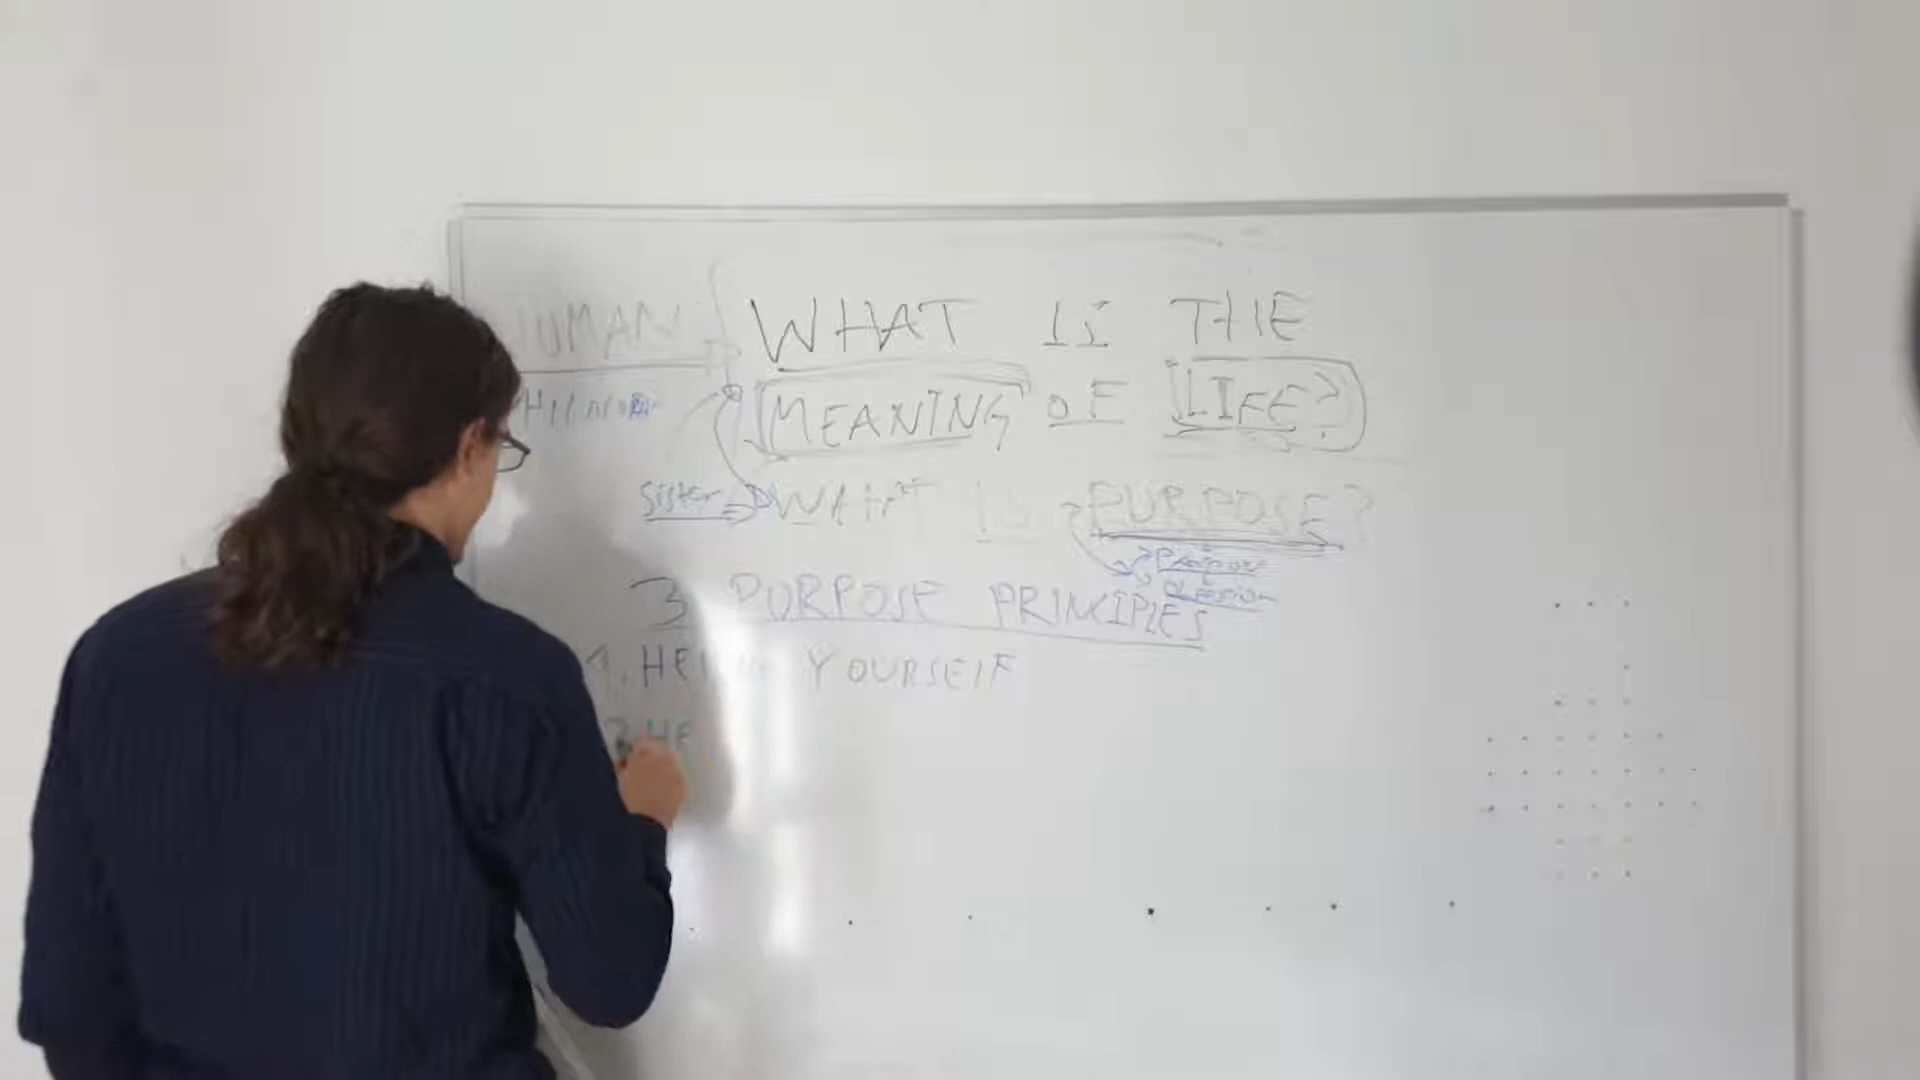 HUMAN WHAT IS THE
MEANING OF LIFE?
sister WHAT IS PURPOSE?
3 PURPOSE PRINCIPLES
1. HELP YOURSELF
2. HE